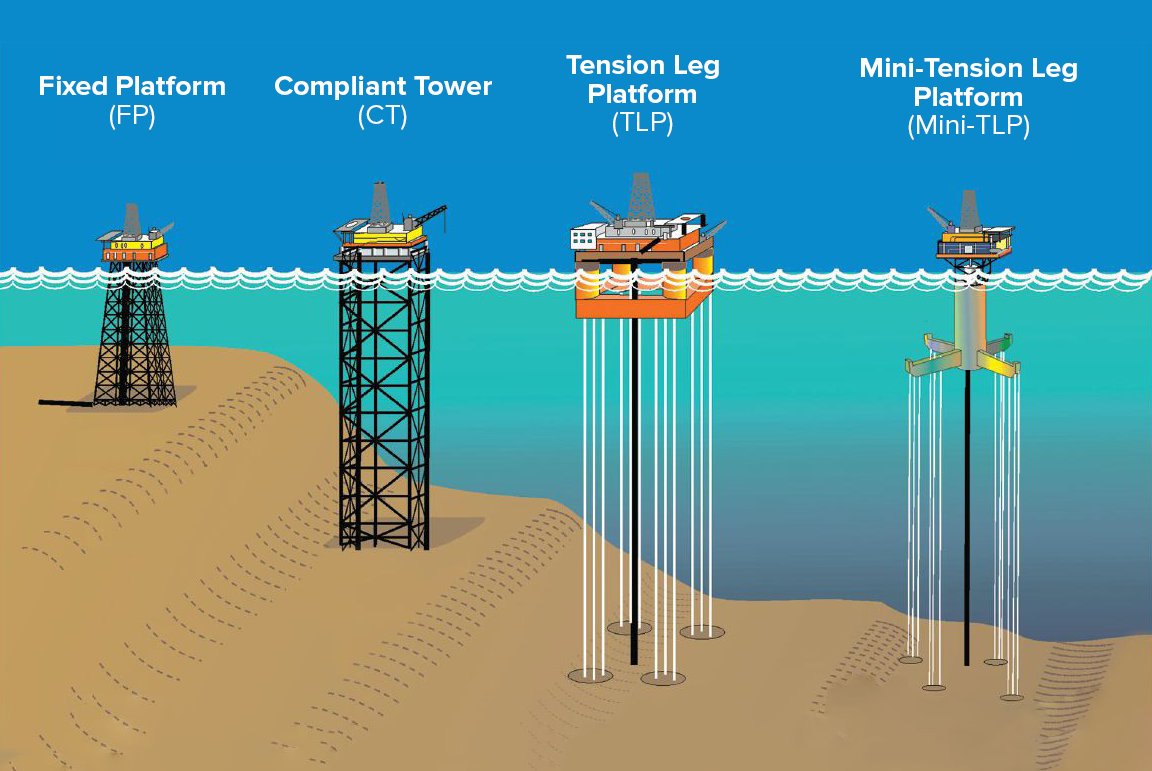 Fixed Platform
(FP)
Compliant Tower
(CT)
Tension Leg
Platform
(TLP)
Mini-Tension Leg
Platform
(Mini-TLP)